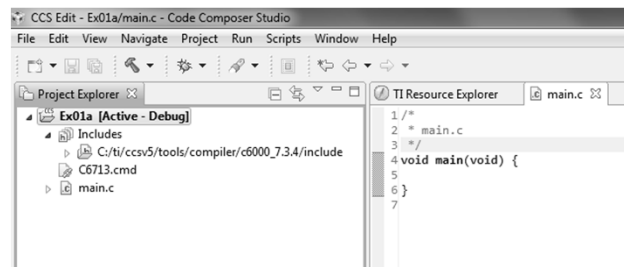 CCS Edit - Ex01a/main.c - Code Composer Studio
File Edit View Navigate Project Run Scripts Window Help
Project Explorer
Ex01a [Active - Debug]
Includes
C:/ti/ccsv5/tools/compiler/c6000_7.3.4/include
C6713.cmd
main.c
TI Resource Explorer main.c
1 /*
2 * main.c
3 */
4 void main(void) {
5
6 }
7